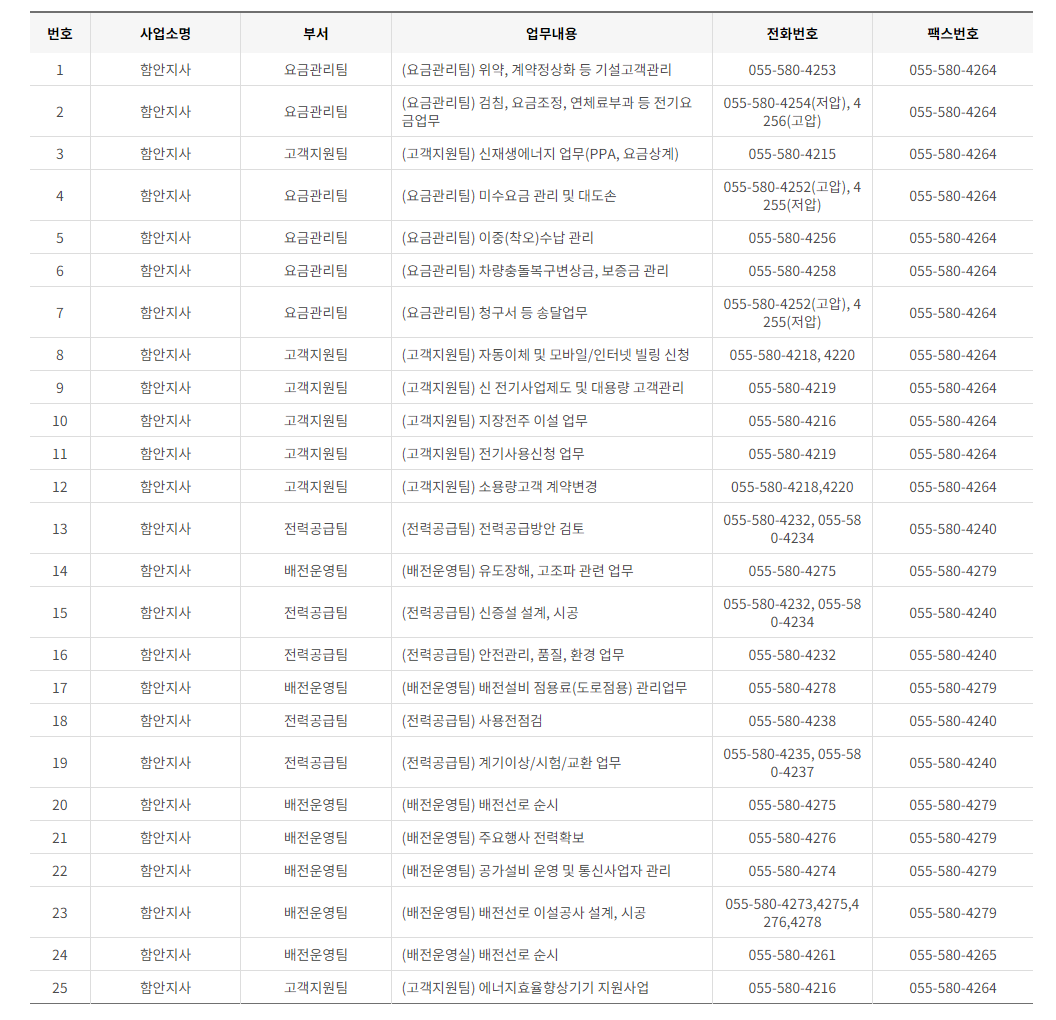 번호 사업소명 부서 업무내용 전화번호 팩스번호
1 함안지사 요금관리팀 (요금관리팀) 위약, 계약정상화 등 기설고객관리 055-580-4253 055-580-4264
2 함안지사 요금관리팀 (요금관리팀) 검침, 요금조정, 연체료부과 등 전기요
금업무 055-580-4254(저압), 4
256(고압) 055-580-4264
3 함안지사 고객지원팀 (고객지원팀) 신재생에너지 업무(PPA, 요금상계) 055-580-4215 055-580-4264
4 함안지사 요금관리팀 (요금관리팀) 미수요금 관리 및 대도손 055-580-4252(고압), 4
255(저압) 055-580-4264
5 함안지사 요금관리팀 (요금관리팀) 이중(착오)수납 관리 055-580-4256 055-580-4264
6 함안지사 요금관리팀 (요금관리팀) 차량충돌복구변상금, 보증금 관리 055-580-4258 055-580-4264
7 함안지사 요금관리팀 (요금관리팀) 청구서 등 송달업무 055-580-4252(고압), 4
255(저압) 055-580-4264
8 함안지사 고객지원팀 (고객지원팀) 자동이체 및 모바일/인터넷 빌링 신청 055-580-4218, 4220 055-580-4264
9 함안지사 고객지원팀 (고객지원팀) 신 전기사업제도 및 대용량 고객관리 055-580-4219 055-580-4264
10 함안지사 고객지원팀 (고객지원팀) 지장전주 이설 업무 055-580-4216 055-580-4264
11 함안지사 고객지원팀 (고객지원팀) 전기사용신청 업무 055-580-4219 055-580-4264
12 함안지사 고객지원팀 (고객지원팀) 소용량고객 계약변경 055-580-4218,4220 055-580-4264
13 함안지사 전력공급팀 (전력공급팀) 전력공급방안 검토 055-580-4232, 055-58
0-4234 055-580-4240
14 함안지사 배전운영팀 (배전운영팀) 유도장해, 고조파 관련 업무 055-580-4275 055-580-4279
15 함안지사 전력공급팀 (전력공급팀) 신증설 설계, 시공 055-580-4232, 055-58
0-4234 055-580-4240
16 함안지사 전력공급팀 (전력공급팀) 안전관리, 품질, 환경 업무 055-580-4232 055-580-4240
17 함안지사 배전운영팀 (배전운영팀) 배전설비 점용료(도로점용) 관리업무 055-580-4278 055-580-4279
18 함안지사 전력공급팀 (전력공급팀) 사용전점검 055-580-4238 055-580-4240
19 함안지사 전력공급팀 (전력공급팀) 계기이상/시험/교환 업무 055-580-4235, 055-58
0-4237 055-580-4240
20 함안지사 배전운영팀 (배전운영팀) 배전선로 순시 055-580-4275 055-580-4279
21 함안지사 배전운영팀 (배전운영팀) 주요행사 전력확보 055-580-4276 055-580-4279
22 함안지사 배전운영팀 (배전운영팀) 공가설비 운영 및 통신사업자 관리 055-580-4274 055-580-4279
23 함안지사 배전운영팀 (배전운영팀) 배전선로 이설공사 설계, 시공 055-580-4273,4275,4
276,4278 055-580-4279
24 함안지사 배전운영팀 (배전운영실) 배전선로 순시 055-580-4261 055-580-4265
25 함안지사 고객지원팀 (고객지원팀) 에너지효율향상기기 지원사업 055-580-4216 055-580-4264